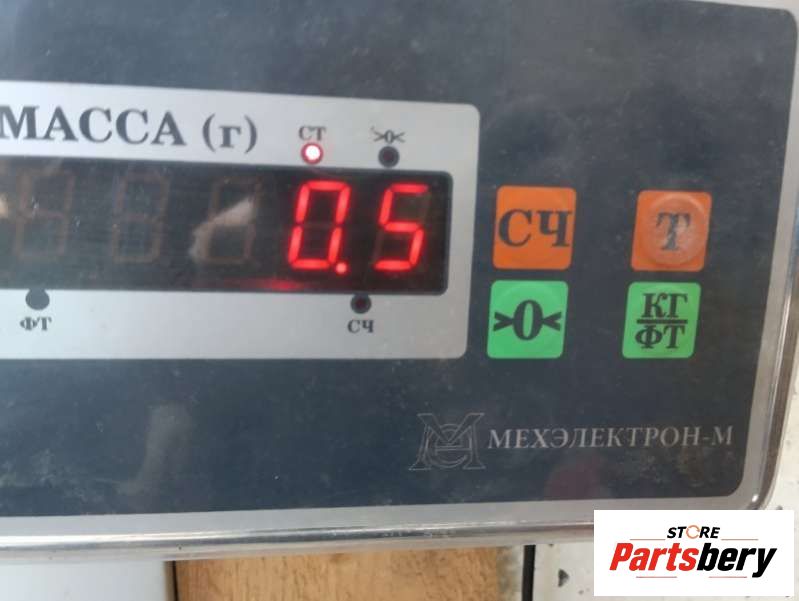 МАССА (г)
СТ >0<
0.5
ФТ СЧ
СЧ Т
>0< КГ
ФТ
МЕХЭЛЕКТРОН-М
STORE
Partsbery